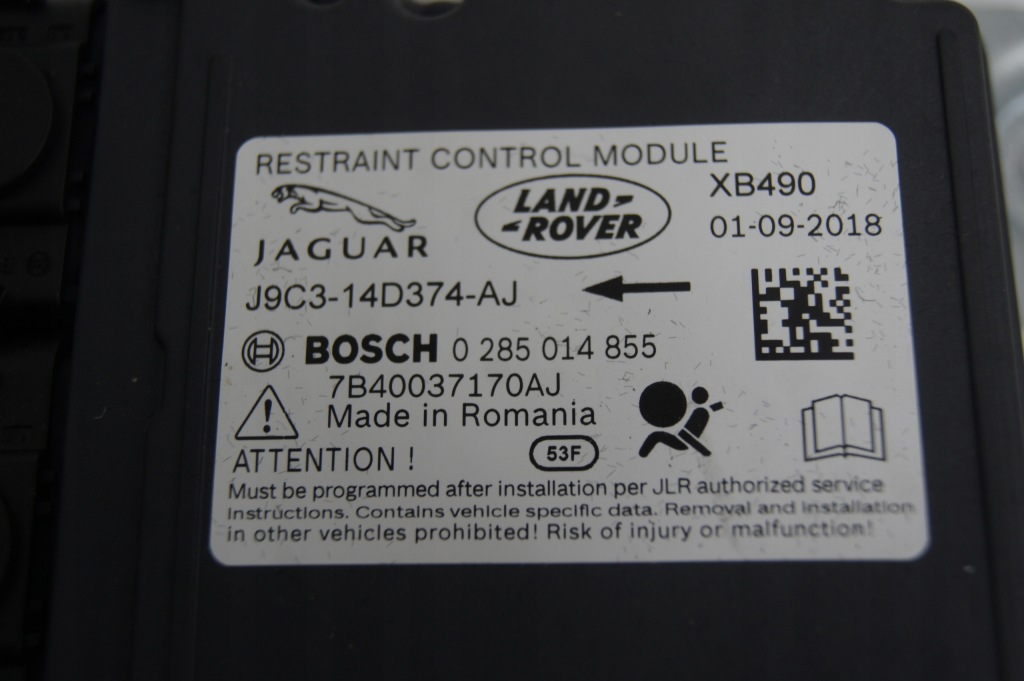 RESTRAINT CONTROL MODULE
JAGUAR
LAND-
-ROVER
XB490
01-09-2018
J9C3-14D374-AJ
BOSCH 0 285 014 855
7B40037170AJ
Made in Romania
ATTENTION !
53F
Must be programmed after installation per JLR authorized service
instructions. Contains vehicle specific data. Removal and installation
in other vehicles prohibited! Risk of injury or malfunction!